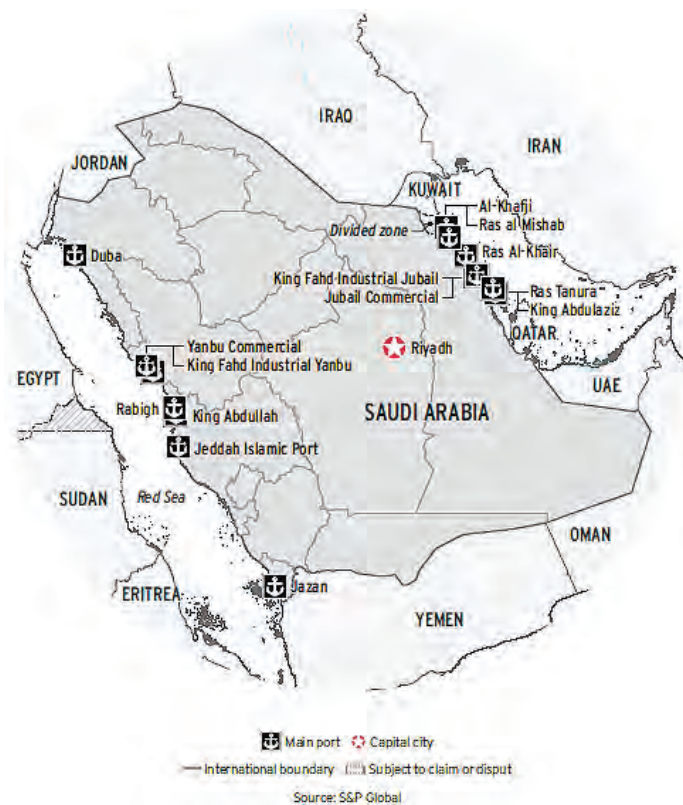 IRAQ
IRAN
JORDAN
KUWAIT
Al-Khafji
Ras al Mishab
Divided zone
Duba
Ras Al-Khair
King Fahd Industrial Jubail
Jubail Commercial
Ras Tanura
King Abdulaziz
QATAR
Yanbu Commercial
King Fahd Industrial Yanbu
Riyadh
EGYPT
UAE
Rabigh
King Abdullah
SAUDI ARABIA
Jeddah Islamic Port
SUDAN
Red Sea
OMAN
ERITREA
Jazan
YEMEN
Main port
Capital city
International boundary
Subject to claim or disput
Source: S&P Global